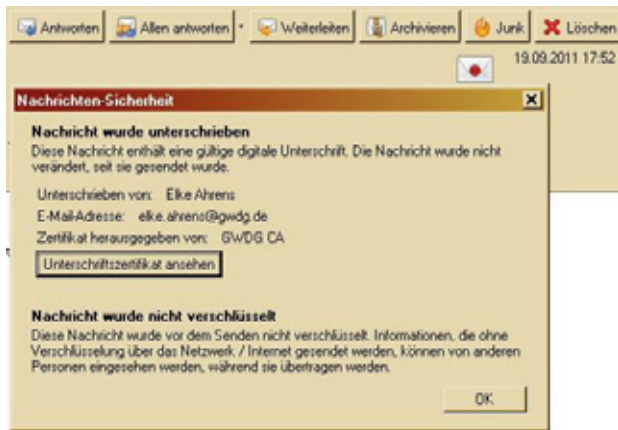 Antworten Allen antworten Weiterleiten Archivieren Junk Löschen
19.09.2011 17:52
Nachrichten-Sicherheit
Nachricht wurde unterschrieben
Diese Nachricht enthält eine gültige digitale Unterschrift. Die Nachricht wurde nicht
verändert, seit sie gesendet wurde.
Unterschrieben von: Elke Ahrens
E-Mail-Adresse: elke.ahrens@gwdg.de
Zertifikat herausgegeben von: GWDG CA
Unterschriftszertifikat ansehen
Nachricht wurde nicht verschlüsselt
Diese Nachricht wurde vor dem Senden nicht verschlüsselt. Informationen, die ohne
Verschlüsselung über das Netzwerk / Internet gesendet werden, können von anderen
Personen eingesehen werden, während sie übertragen werden.
OK